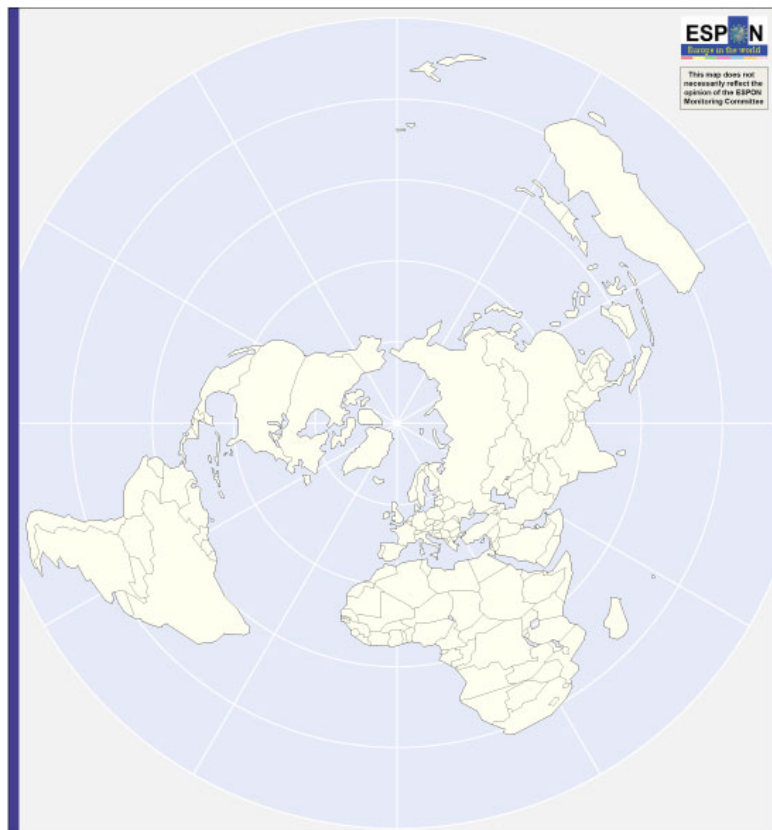 ESPON
Europe in the world
This map does not
necessarily reflect the
opinion of the ESPON
Monitoring Committee